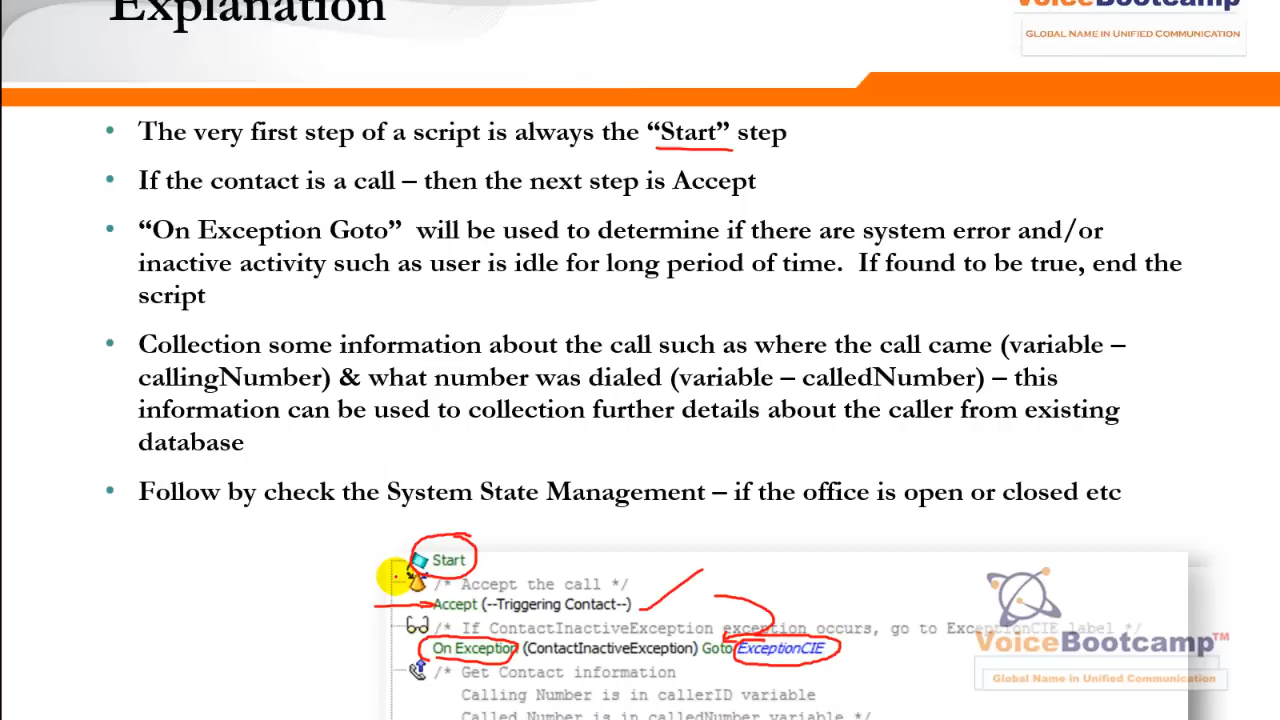 Explanation
VoiceBootcamp
GLOBAL NAME IN UNIFIED COMMUNICATION
• The very first step of a script is always the “Start” step
• If the contact is a call – then the next step is Accept
• “On Exception Goto” will be used to determine if there are system error and/or
inactive activity such as user is idle for long period of time. If found to be true, end the
script
• Collection some information about the call such as where the call came (variable –
callingNumber) & what number was dialed (variable – calledNumber) – this
information can be used to collection further details about the caller from existing
database
• Follow by check the System State Management – if the office is open or closed etc
Start
/* Accept the call */
Accept (--Triggering Contact--)
/* If ContactInactiveException exception occurs, go to ExceptionCIE label */
On Exception (ContactInactiveException) Goto ExceptionCIE
/* Get Contact information
Calling Number is in callerID variable
Called Number is in calledNumber variable */
VoiceBootcamp™
Global Name in Unified Communication